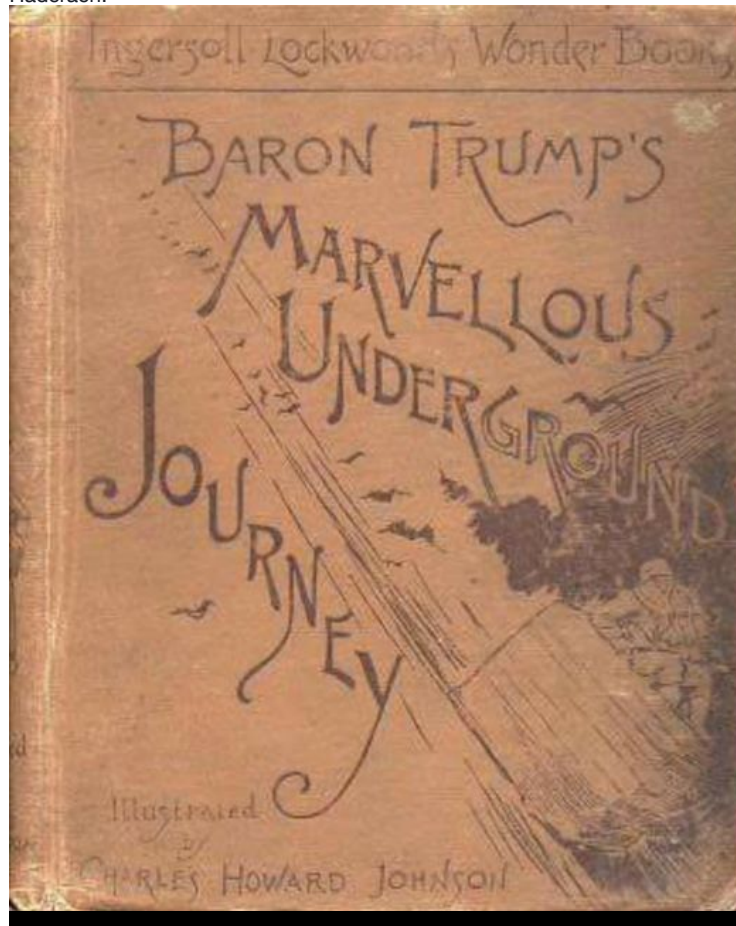 Ingersoll Lockwood's Wonder Books
BARON TRUMP'S
MARVELLOUS
UNDERGROUND
JOURNEY
Illustrated
by
CHARLES HOWARD JOHNSON